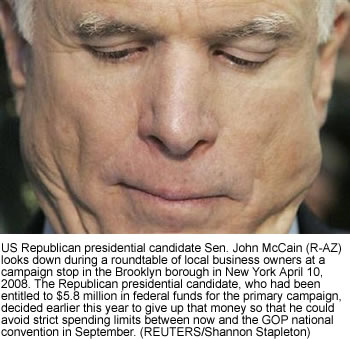 US Republican presidential candidate Sen. John McCain (R-AZ)
looks down during a roundtable of local business owners at a
campaign stop in the Brooklyn borough in New York April 10,
2008. The Republican presidential candidate, who had been
entitled to $5.8 million in federal funds for the primary campaign,
decided earlier this year to give up that money so that he could
avoid strict spending limits between now and the GOP national
convention in September. (REUTERS/Shannon Stapleton)